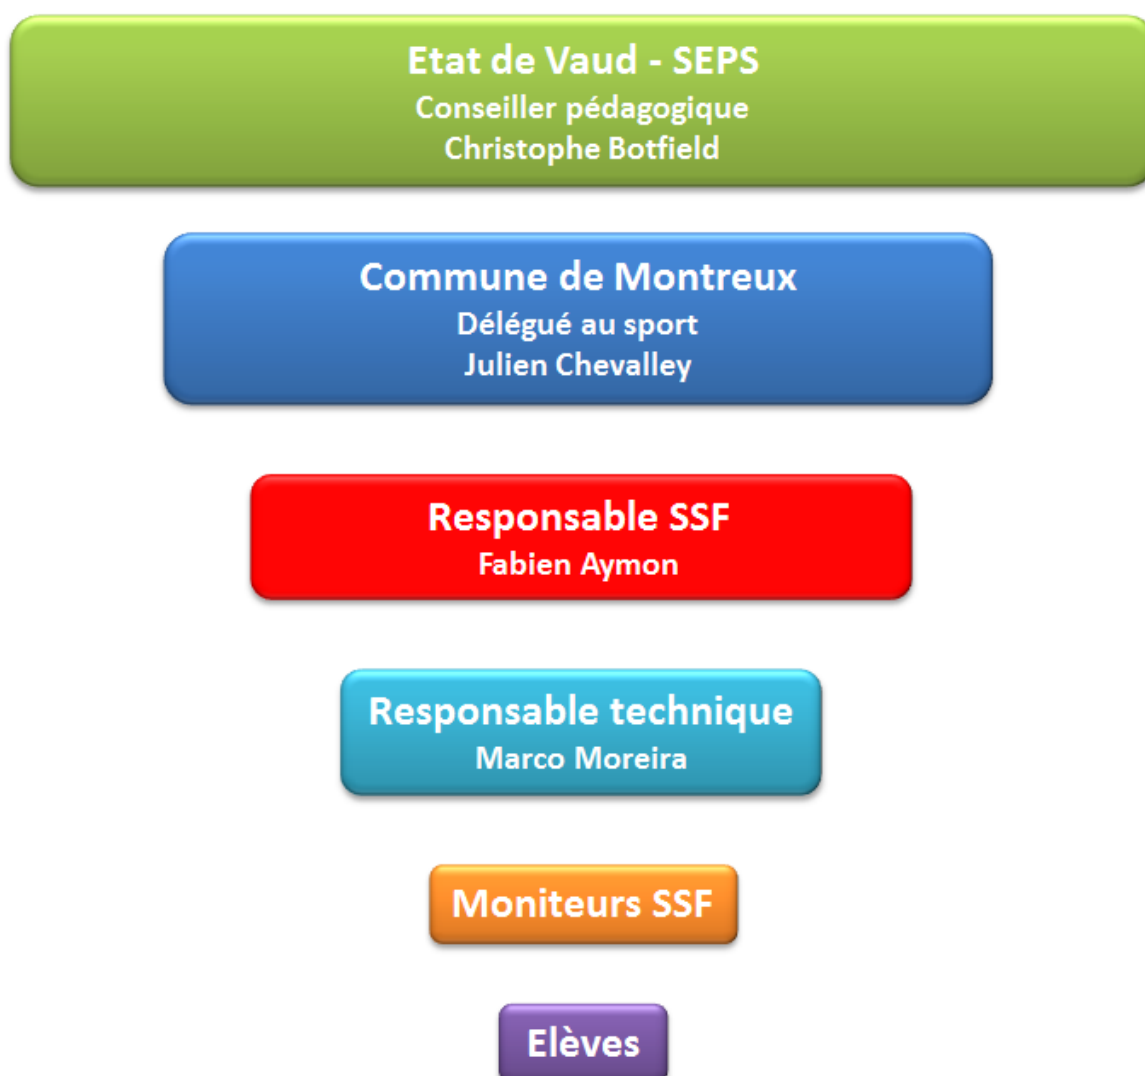 Etat de Vaud - SEPS
Conseiller pédagogique
Christophe Botfield
Commune de Montreux
Délégué au sport
Julien Chevalley
Responsable SSF
Fabien Aymon
Responsable technique
Marco Moreira
Moniteurs SSF
Elèves